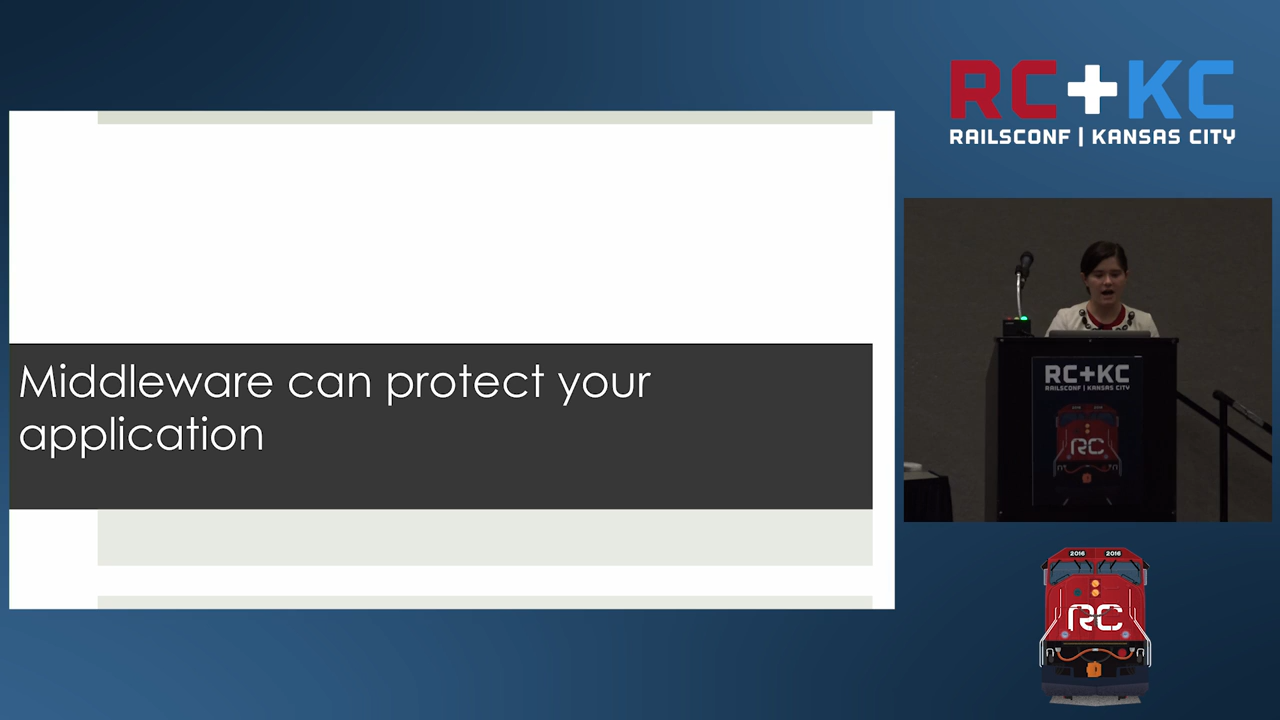 RC+KC
RAILSCONF | KANSAS CITY
Middleware can protect your
application
RC+KC
RAILSCONF | KANSAS CITY
RC
2016 2016
RC